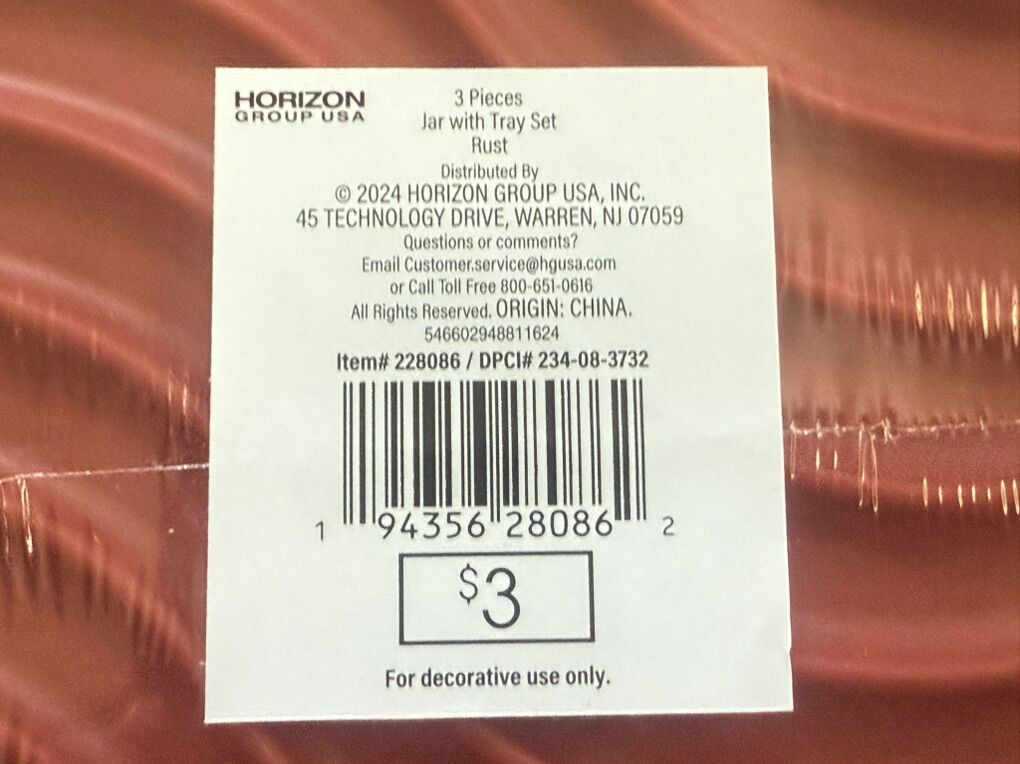 HORIZON
GROUP USA
3 Pieces
Jar with Tray Set
Rust
Distributed By
© 2024 HORIZON GROUP USA, INC.
45 TECHNOLOGY DRIVE, WARREN, NJ 07059
Questions or comments?
Email Customer.service@hgusa.com
or Call Toll Free 800-651-0616
All Rights Reserved. ORIGIN: CHINA.
546602948811624
Item# 228086 / DPCI# 234-08-3732
1 94356 28086 2
$3
For decorative use only.